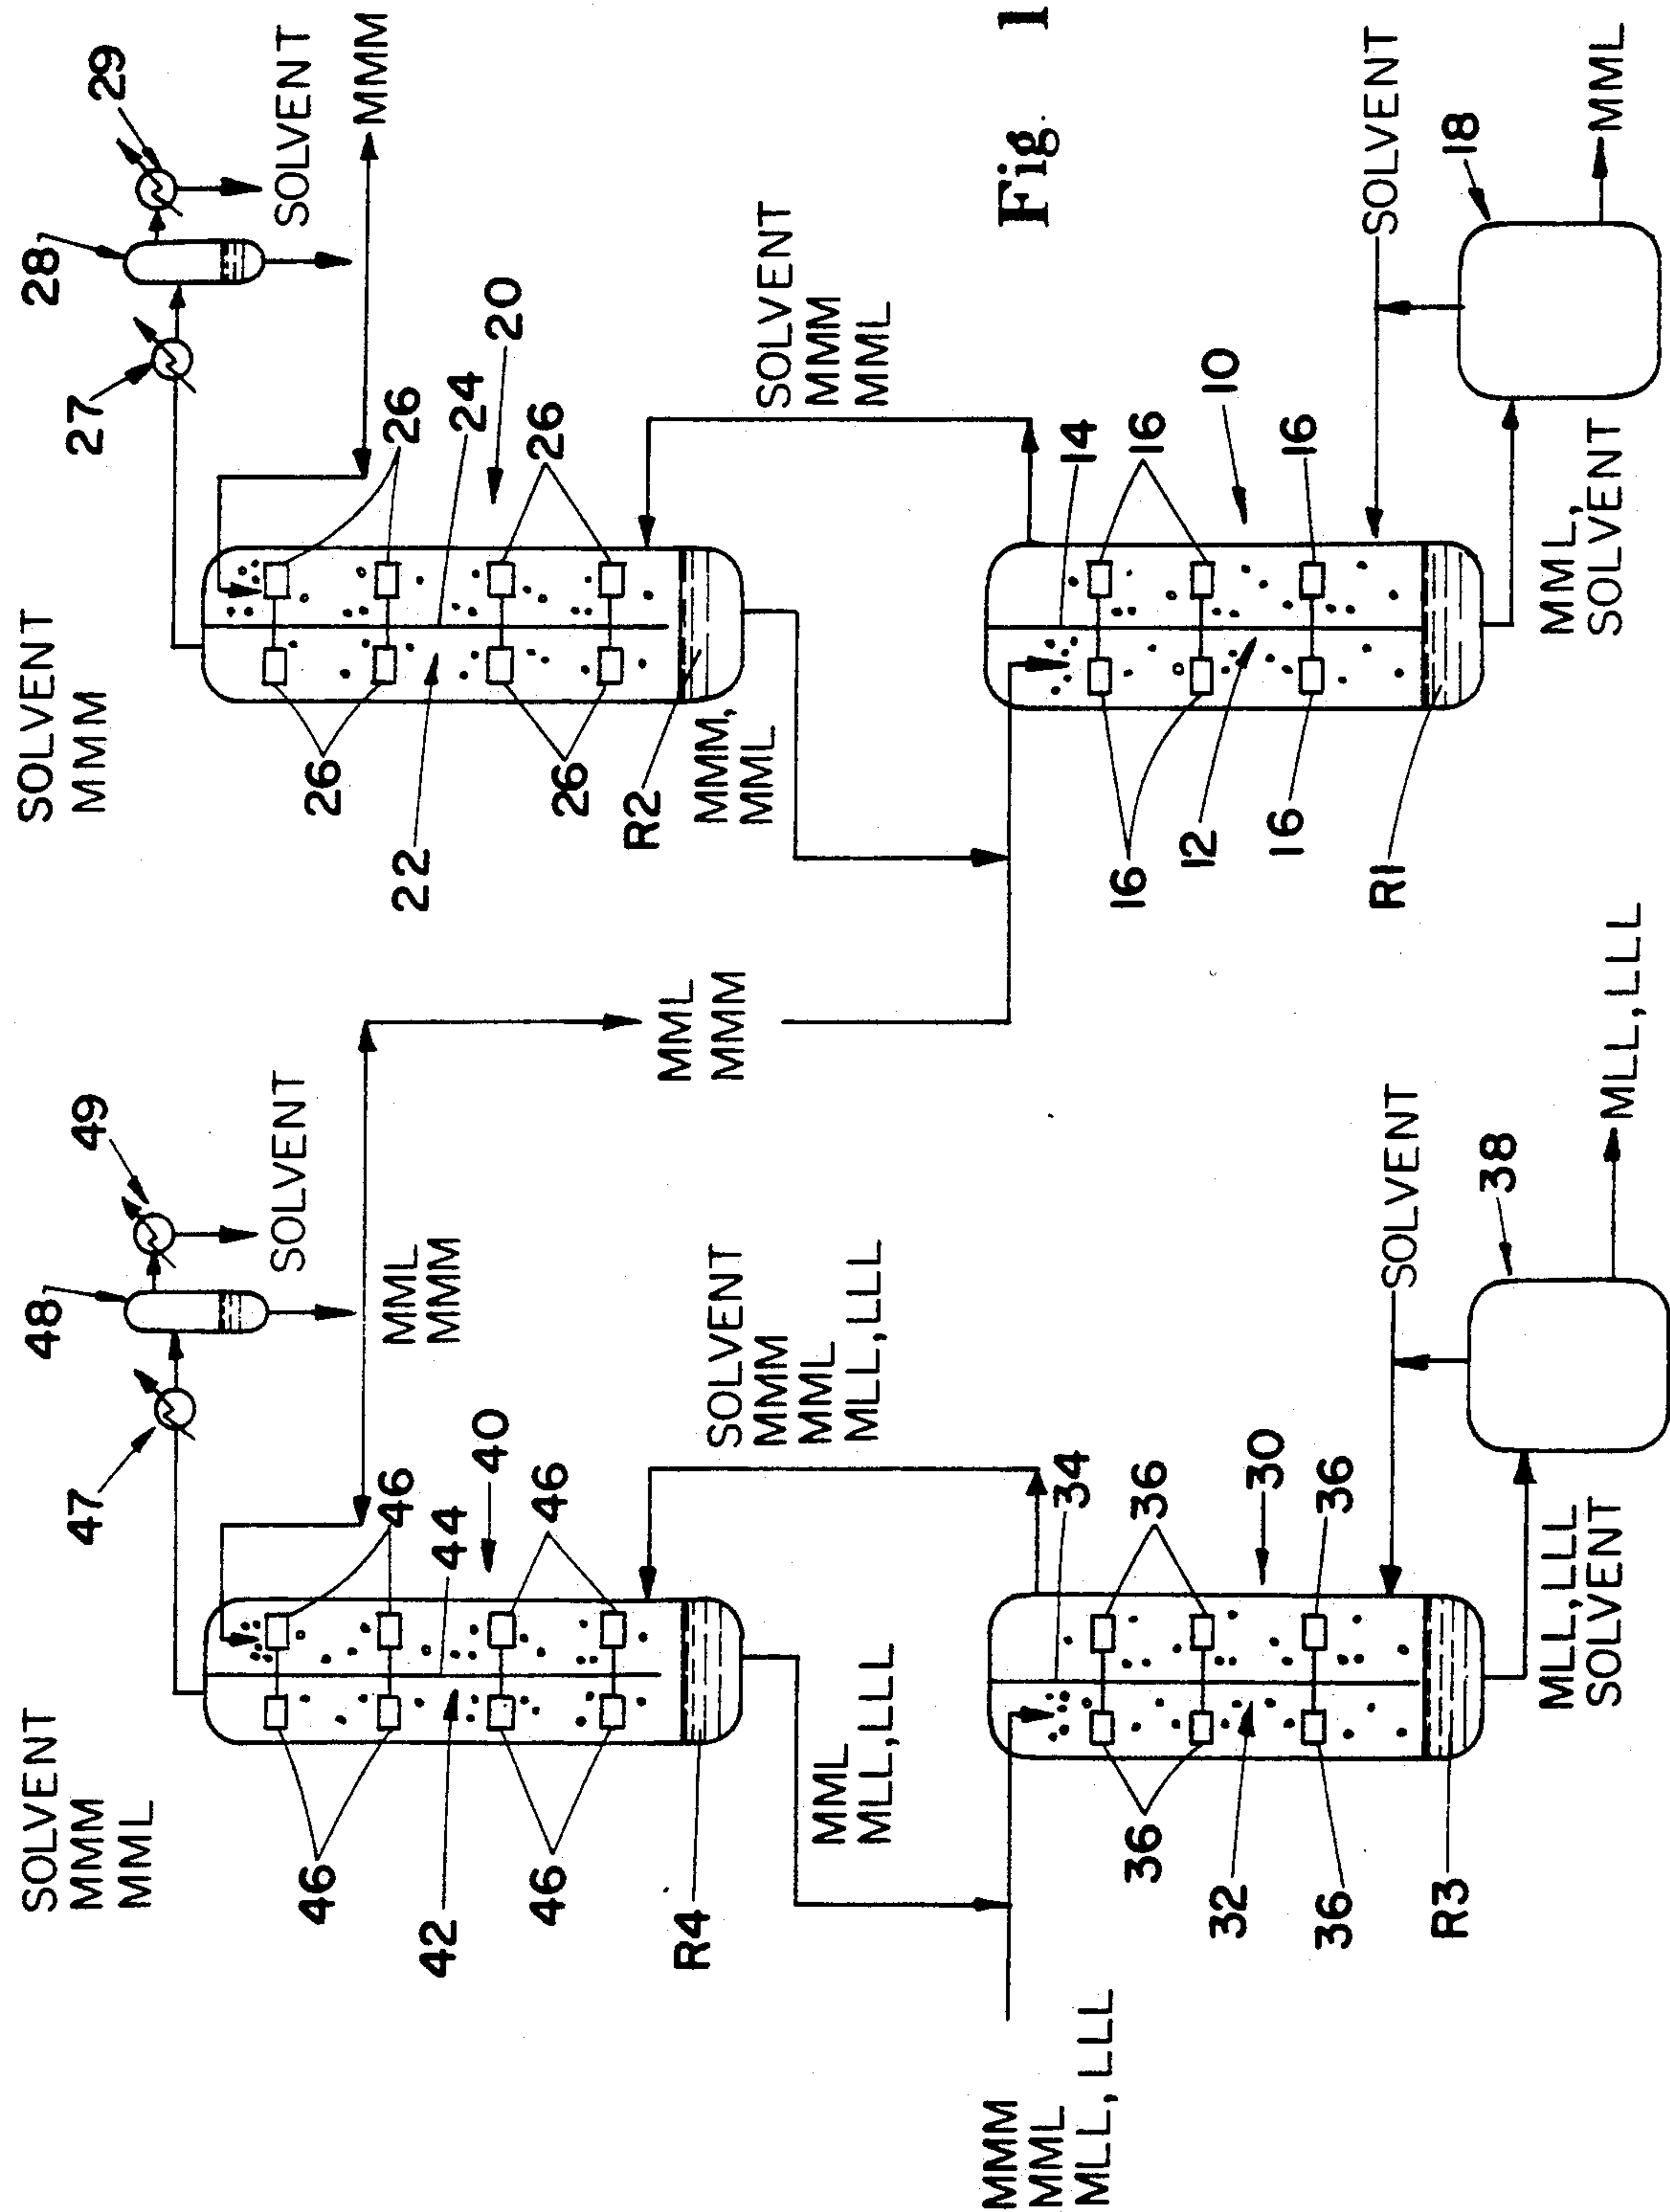 SOLVENT
MMM
MML
47
48
49
SOLVENT
46
46
44
40
46
46
42
R4
MML
MMM
SOLVENT
MMM
MML
MLL,LLL
MML
MLL,LLL
MMM
MML
MLL, LLL
34
36
30
36
36
32
36
R3
SOLVENT
38
MLL,LLL
SOLVENT
MLL,LLL
MML
MMM
SOLVENT
MMM
27
28
29
SOLVENT
MMM
26
24
20
26
26
26
22
R2
MMM,
MML
SOLVENT
MMM
MML
14
16
10
16
16
12
16
R1
SOLVENT
18
MML,
SOLVENT
MML
Fig. 1